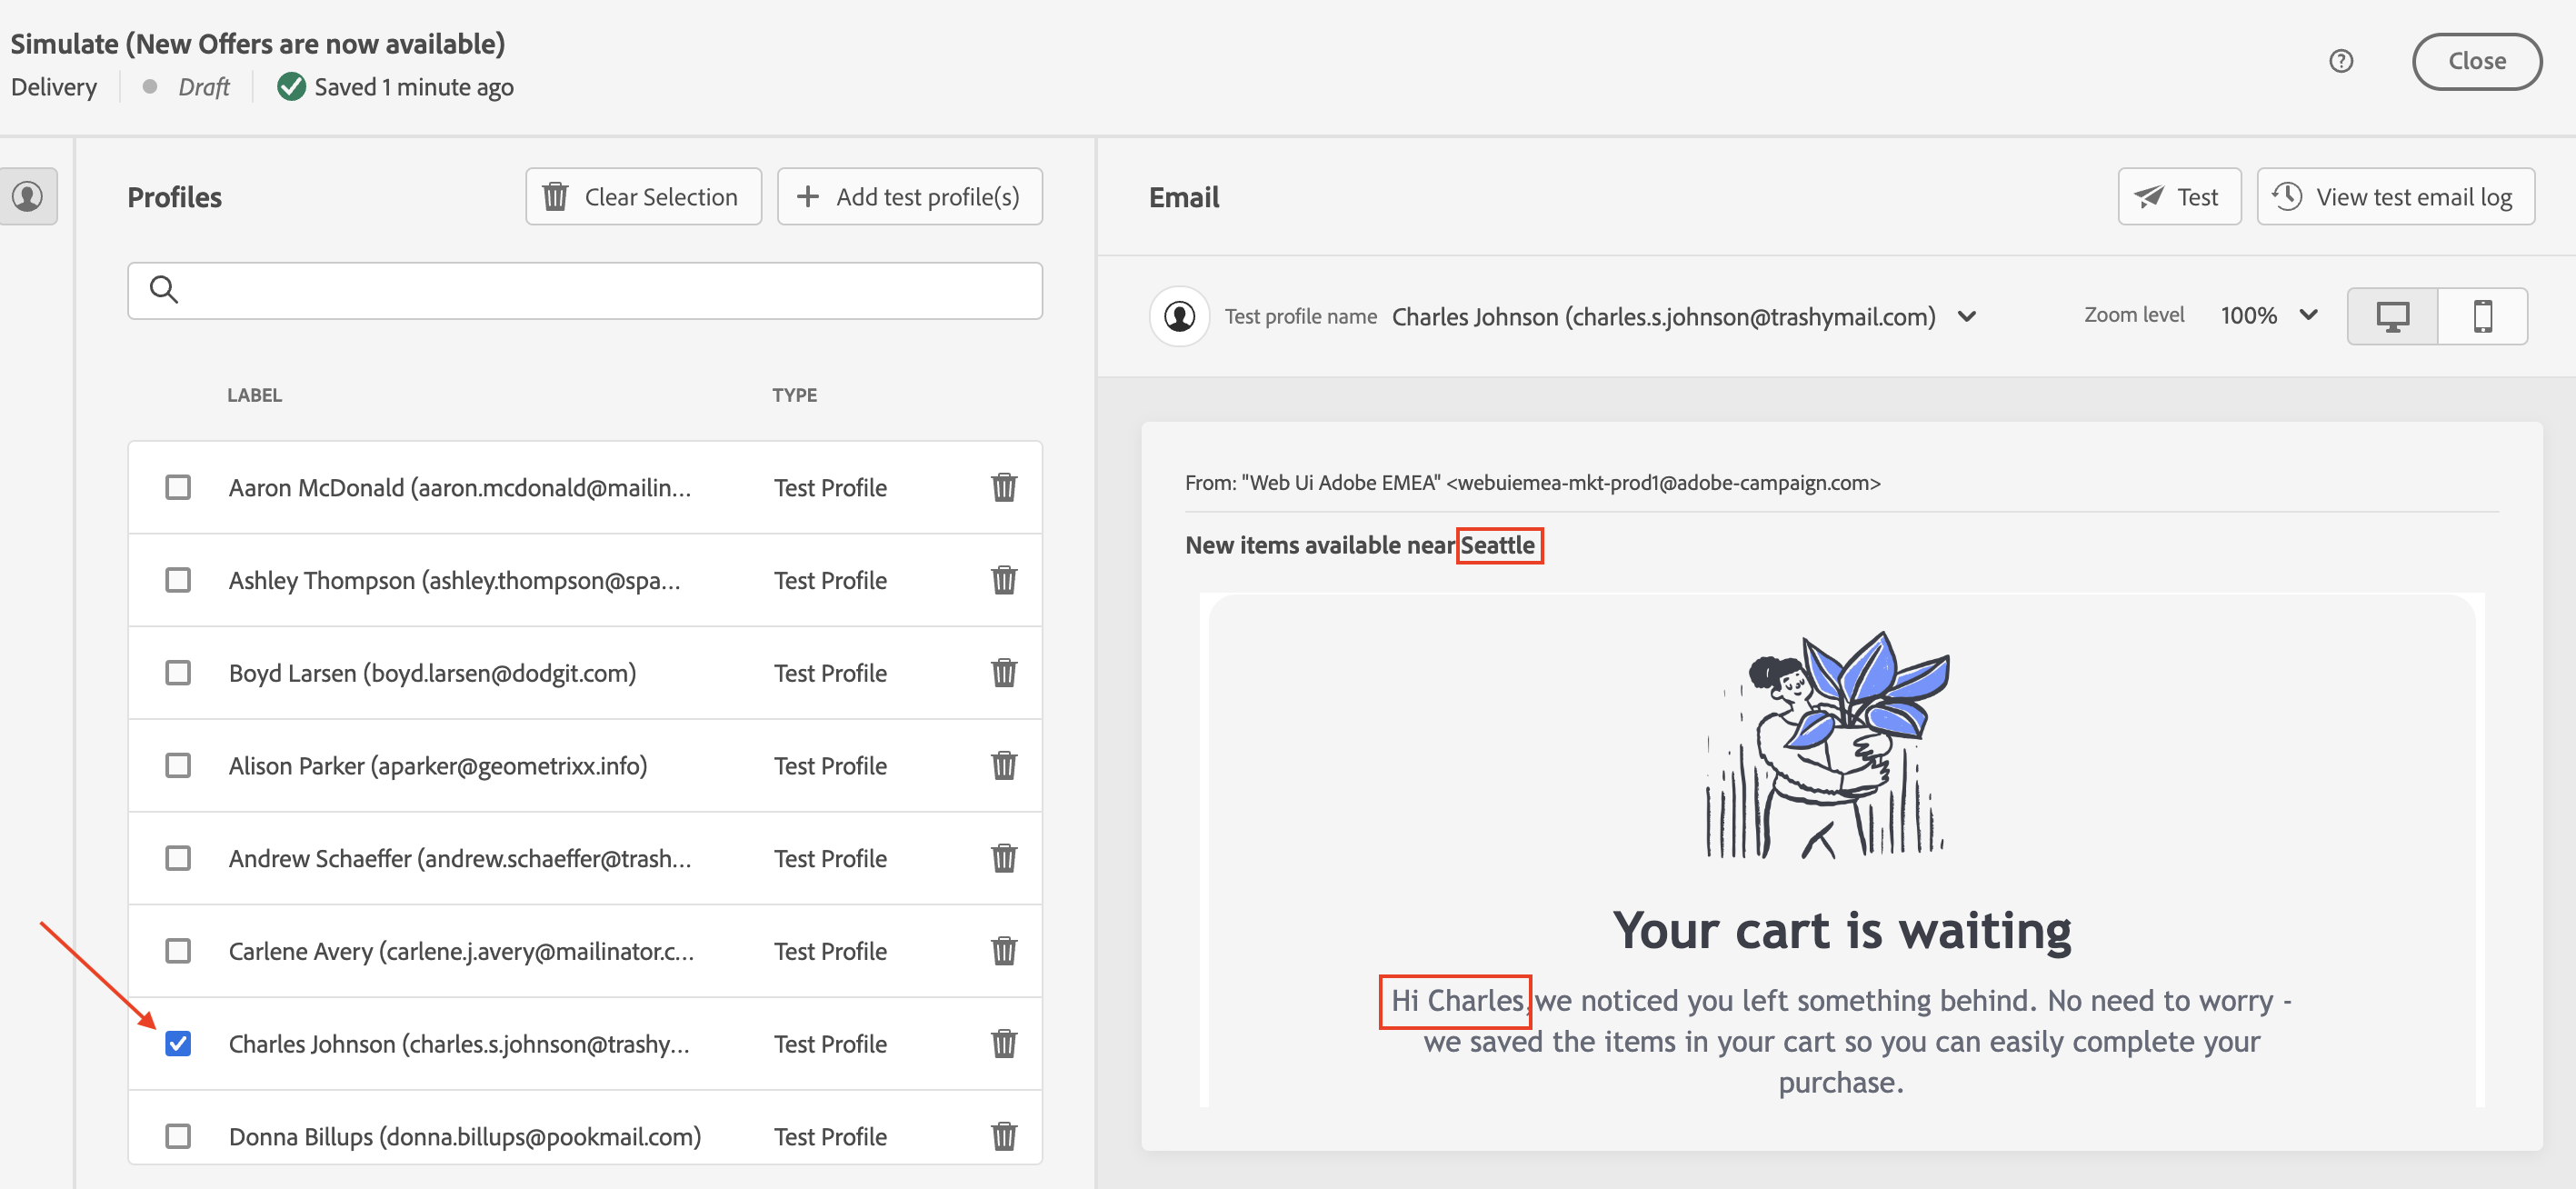 Simulate (New Offers are now available)
Delivery Draft Saved 1 minute ago
Close
Profiles
Clear Selection
Add test profile(s)
LABEL TYPE
Aaron McDonald (aaron.mcdonald@mailin... Test Profile
Ashley Thompson (ashley.thompson@spa... Test Profile
Boyd Larsen (boyd.larsen@dodgit.com) Test Profile
Alison Parker (aparker@geometrixx.info) Test Profile
Andrew Schaeffer (andrew.schaeffer@trash... Test Profile
Carlene Avery (carlene.j.avery@mailinator.c... Test Profile
Charles Johnson (charles.s.johnson@trashy... Test Profile
Donna Billups (donna.billups@pookmail.com) Test Profile
Email
Test
View test email log
Test profile name Charles Johnson (charles.s.johnson@trashymail.com)
Zoom level 100%
From: "Web Ui Adobe EMEA" <webuiemea-mkt-prod1@adobe-campaign.com>
New items available near Seattle
Your cart is waiting
Hi Charles, we noticed you left something behind. No need to worry -
we saved the items in your cart so you can easily complete your
purchase.